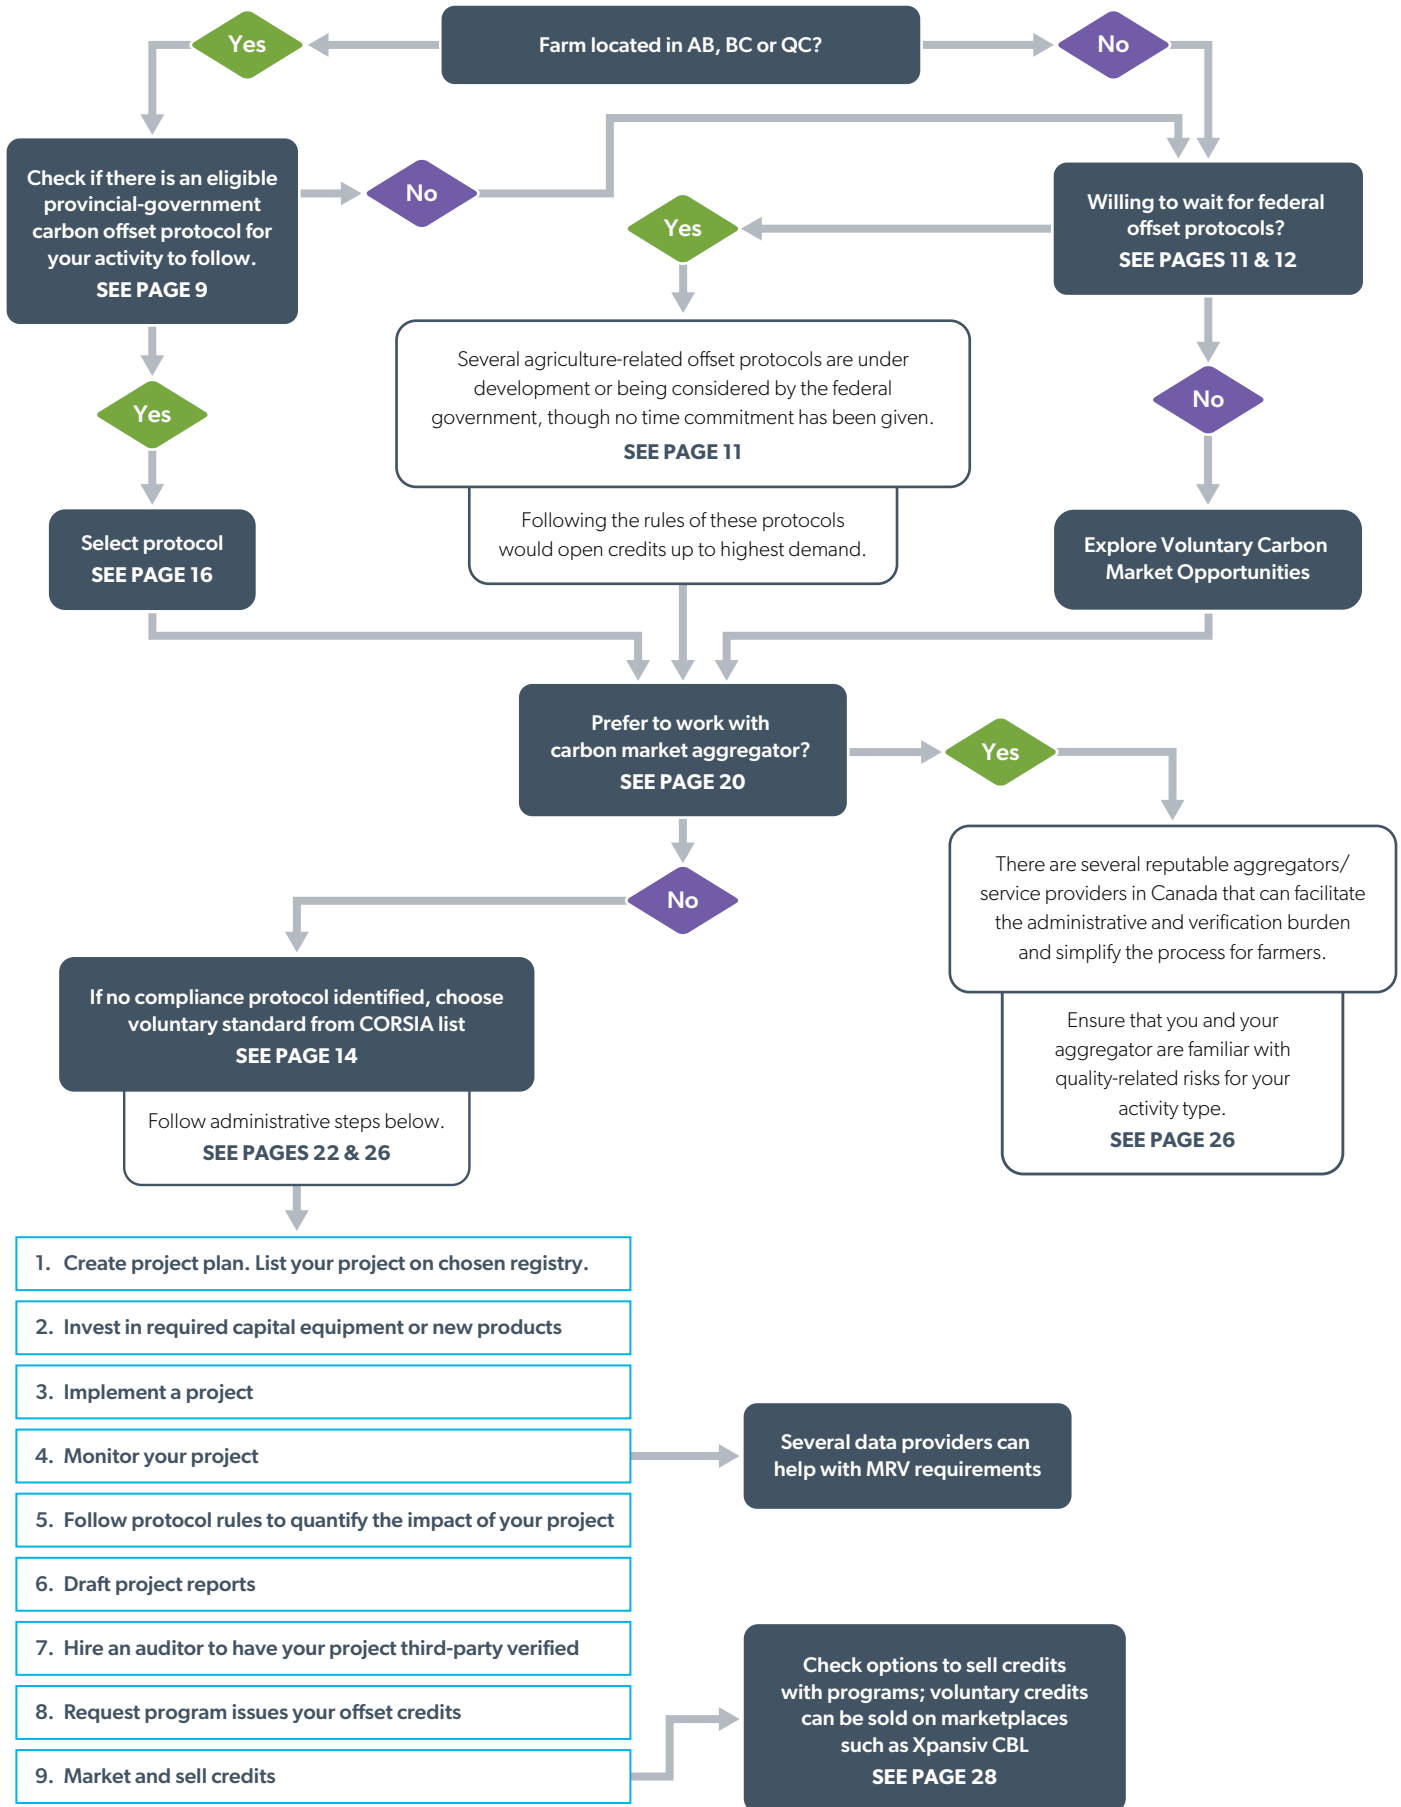 Farm located in AB, BC or QC?
Yes
No
Check if there is an eligible
provincial-government
carbon offset protocol for
your activity to follow.
SEE PAGE 9
No
Yes
Willing to wait for federal
offset protocols?
SEE PAGES 11 & 12
Several agriculture-related offset protocols are under
development or being considered by the federal
government, though no time commitment has been given.
SEE PAGE 11
Following the rules of these protocols
would open credits up to highest demand.
Yes
No
Select protocol
SEE PAGE 16
Explore Voluntary Carbon
Market Opportunities
Prefer to work with
carbon market aggregator?
SEE PAGE 20
Yes
There are several reputable aggregators/
service providers in Canada that can facilitate
the administrative and verification burden
and simplify the process for farmers.
Ensure that you and your
aggregator are familiar with
quality-related risks for your
activity type.
SEE PAGE 26
No
If no compliance protocol identified, choose
voluntary standard from CORSIA list
SEE PAGE 14
Follow administrative steps below.
SEE PAGES 22 & 26
1. Create project plan. List your project on chosen registry.
2. Invest in required capital equipment or new products
3. Implement a project
4. Monitor your project
Several data providers can
help with MRV requirements
5. Follow protocol rules to quantify the impact of your project
6. Draft project reports
7. Hire an auditor to have your project third-party verified
8. Request program issues your offset credits
9. Market and sell credits
Check options to sell credits
with programs; voluntary credits
can be sold on marketplaces
such as Xpansiv CBL
SEE PAGE 28